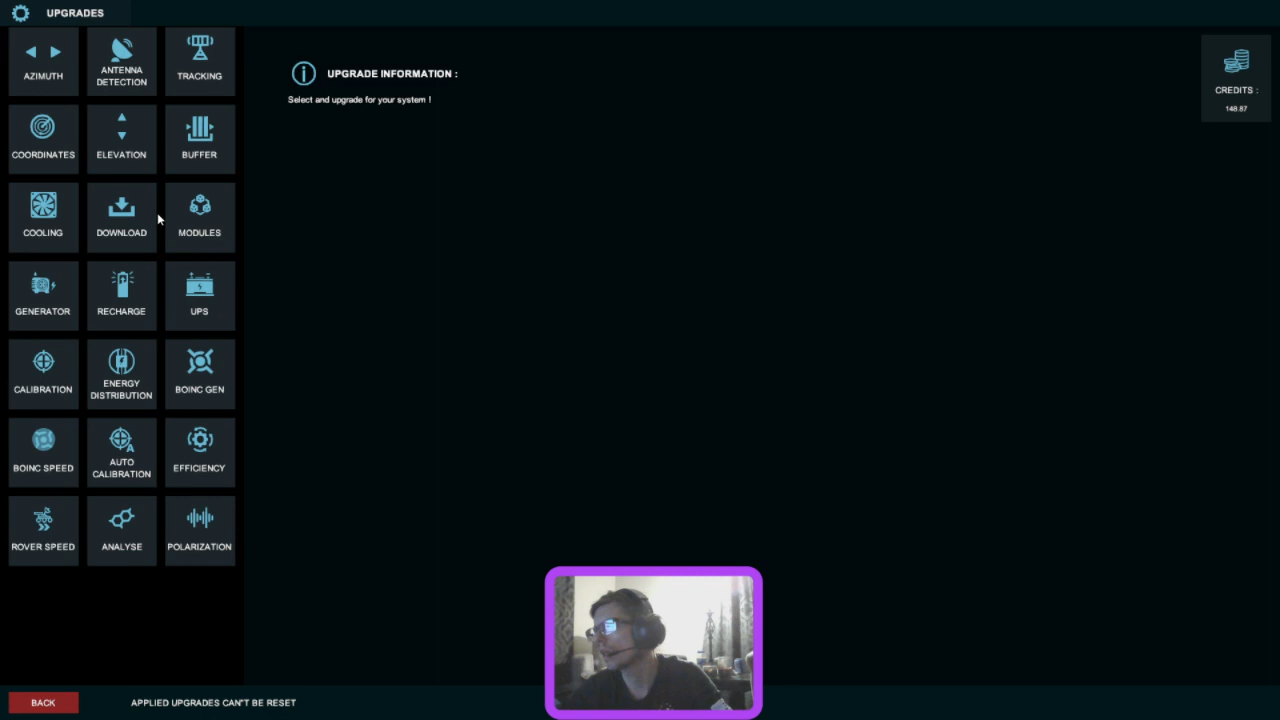 UPGRADES
AZIMUTH
ANTENNA
DETECTION
TRACKING
COORDINATES
ELEVATION
BUFFER
COOLING
DOWNLOAD
MODULES
GENERATOR
RECHARGE
UPS
CALIBRATION
ENERGY
DISTRIBUTION
BOINC GEN
BOINC SPEED
AUTO
CALIBRATION
EFFICIENCY
ROVER SPEED
ANALYSE
POLARIZATION
UPGRADE INFORMATION :
Select and upgrade for your system !
CREDITS :
148.87
BACK
APPLIED UPGRADES CAN'T BE RESET